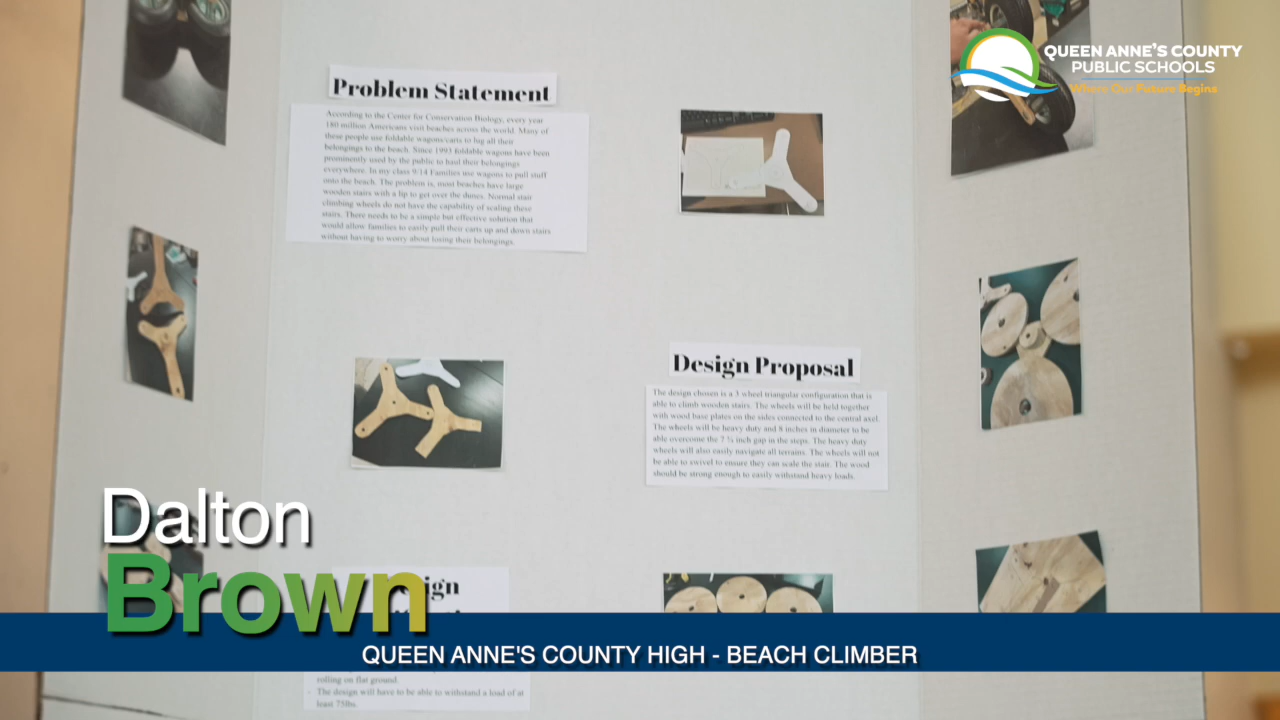 QUEEN ANNE'S COUNTY
PUBLIC SCHOOLS
Where Our Future Begins
Problem Statement
According to the Center for Conservation Biology, every year
180 million Americans visit beaches across the world. Many of
these people use foldable wagons/carts to lug all their
belongings to the beach. Since 1993 foldable wagons have been
prominently used by the public to haul their belongings
everywhere. In my class 9/14 Families use wagons to pull stuff
onto the beach. The problem is, most beaches have large
wooden stairs with a lip to get over the dunes. Normal stair
climbing wheels do not have the capability of scaling these
stairs. There needs to be a simple but effective solution that
would allow families to easily pull their carts up and down stairs
without having to worry about losing their belongings.
Design Proposal
The design chosen is a 3 wheel triangular configuration that is
able to climb wooden stairs. The wheels will be held together
with wood base plates on the sides connected to the central axel.
The wheels will be heavy duty and 8 inches in diameter to be
able overcome the 7 ¾ inch gap in the steps. The heavy duty
wheels will also easily navigate all terrains. The wheels will not
be able to swivel to ensure they can scale the stair. The wood
should be strong enough to easily withstand heavy loads.
Dalton
Brown
QUEEN ANNE'S COUNTY HIGH - BEACH CLIMBER
rolling on flat ground.
- The design will have to be able to withstand a load of at
least 75lbs.